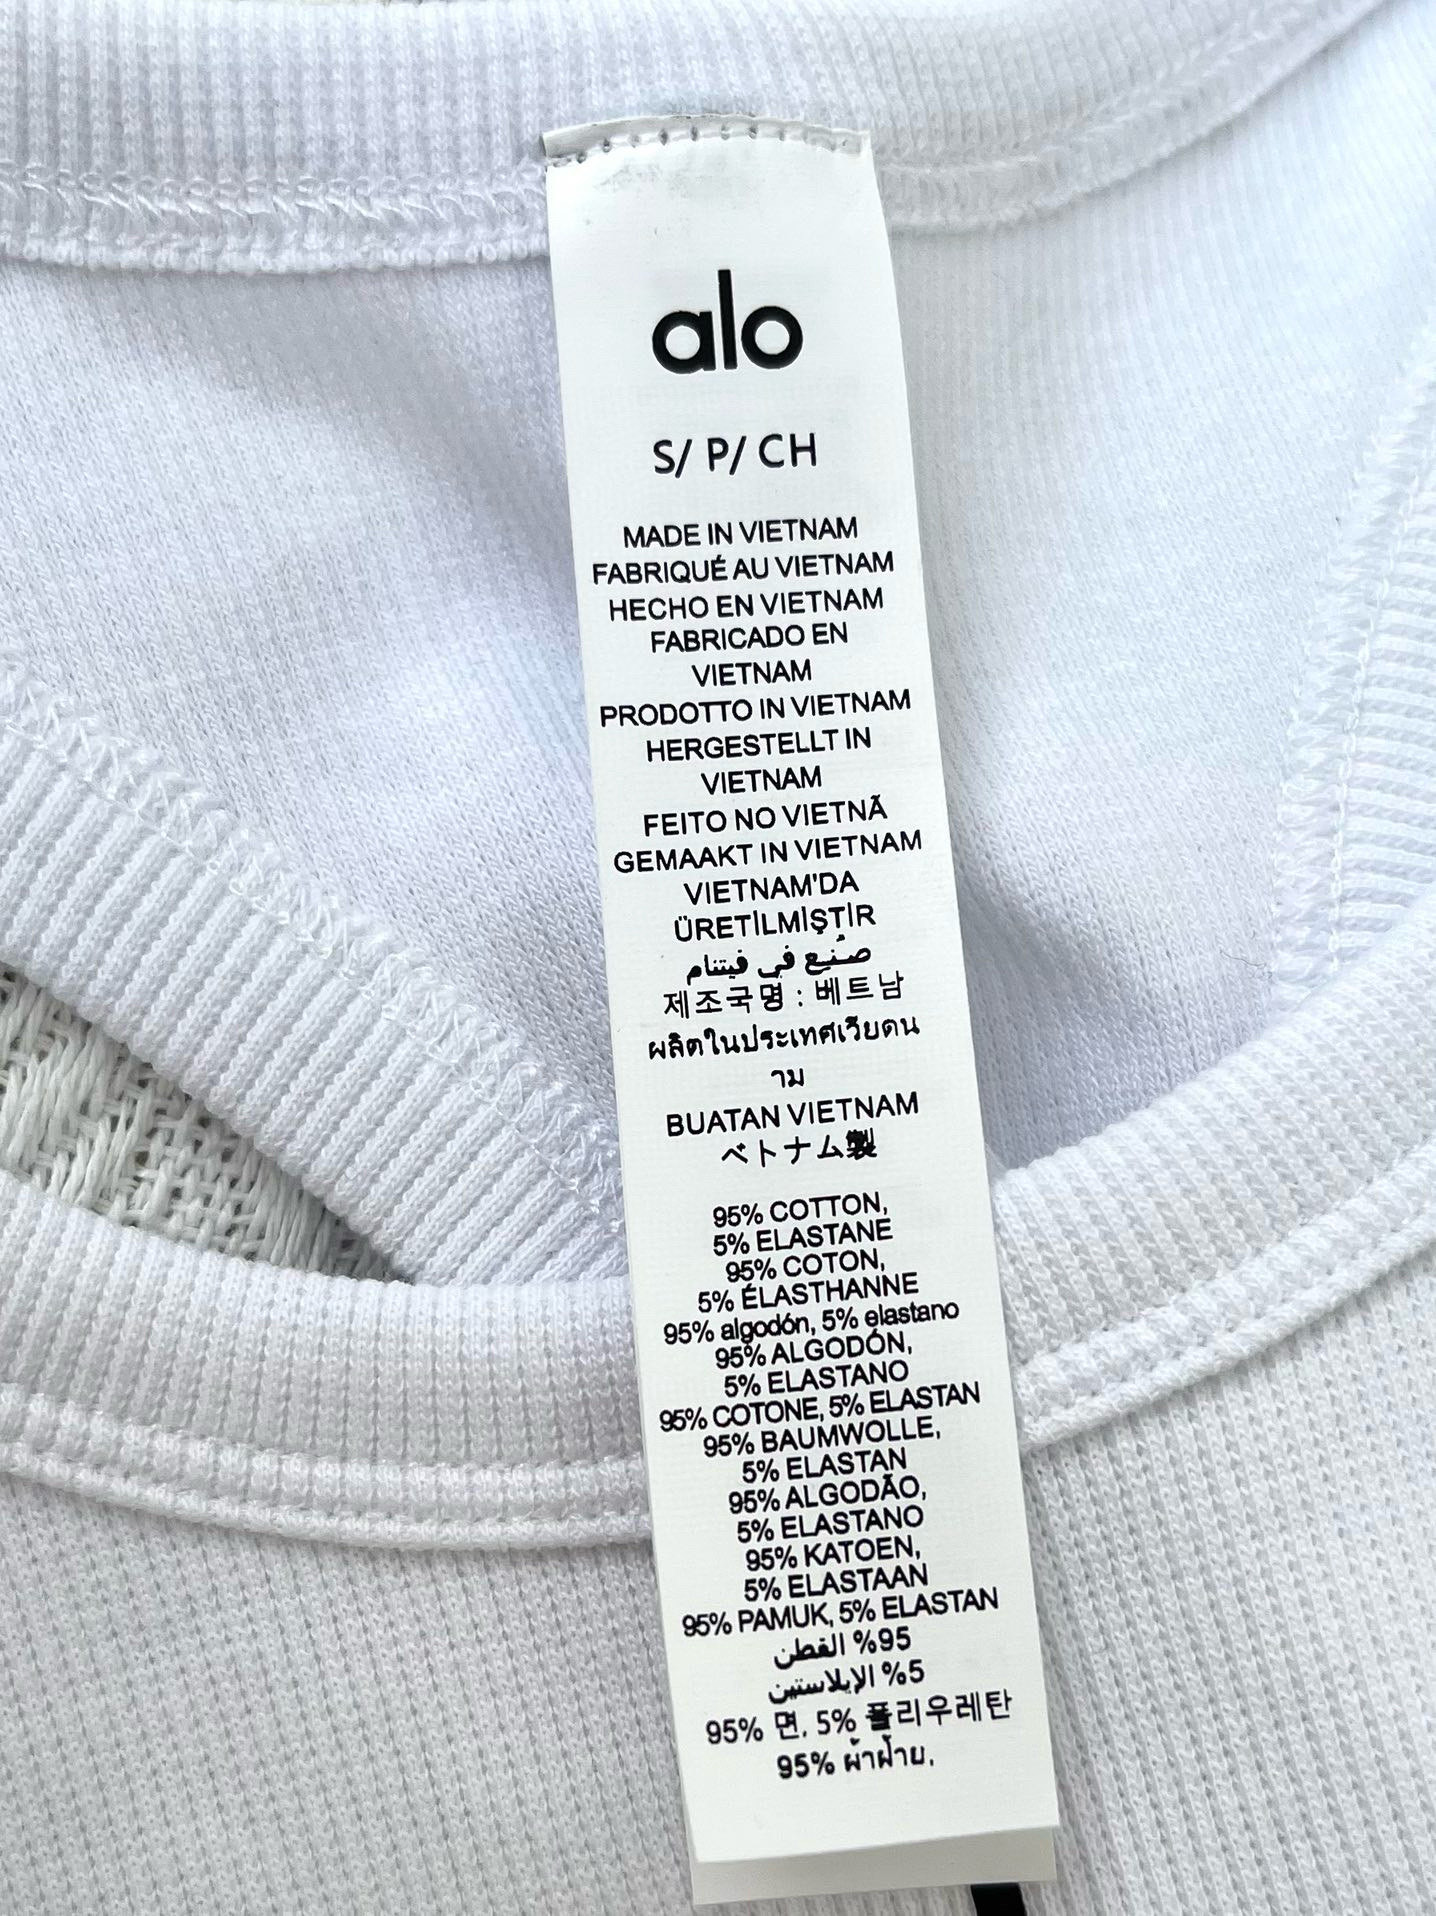 alo
S/ P/ CH
MADE IN VIETNAM
FABRIQUÉ AU VIETNAM
HECHO EN VIETNAM
FABRICADO EN
VIETNAM
PRODOTTO IN VIETNAM
HERGESTELLT IN
VIETNAM
FEITO NO VIETNÃ
GEMAAKT IN VIETNAM
VIETNAM'DA
ÜRETİLMİŞTİR
صُنع في فيتنام
제조국명 : 베트남
ผลิตในประเทศเวียดน
าม
BUATAN VIETNAM
ベトナム製
95% COTTON,
5% ELASTANE
95% COTON,
5% ÉLASTHANNE
95% algodón, 5% elastano
95% ALGODÓN,
5% ELASTANO
95% COTONE, 5% ELASTAN
95% BAUMWOLLE,
5% ELASTAN
95% ALGODÃO,
5% ELASTANO
95% KATOEN,
5% ELASTAAN
95% PAMUK, 5% ELASTAN
95% القطن
5% الإيلاستين
95% 면, 5% 폴리우레탄
95% ผ้าฝ้าย,